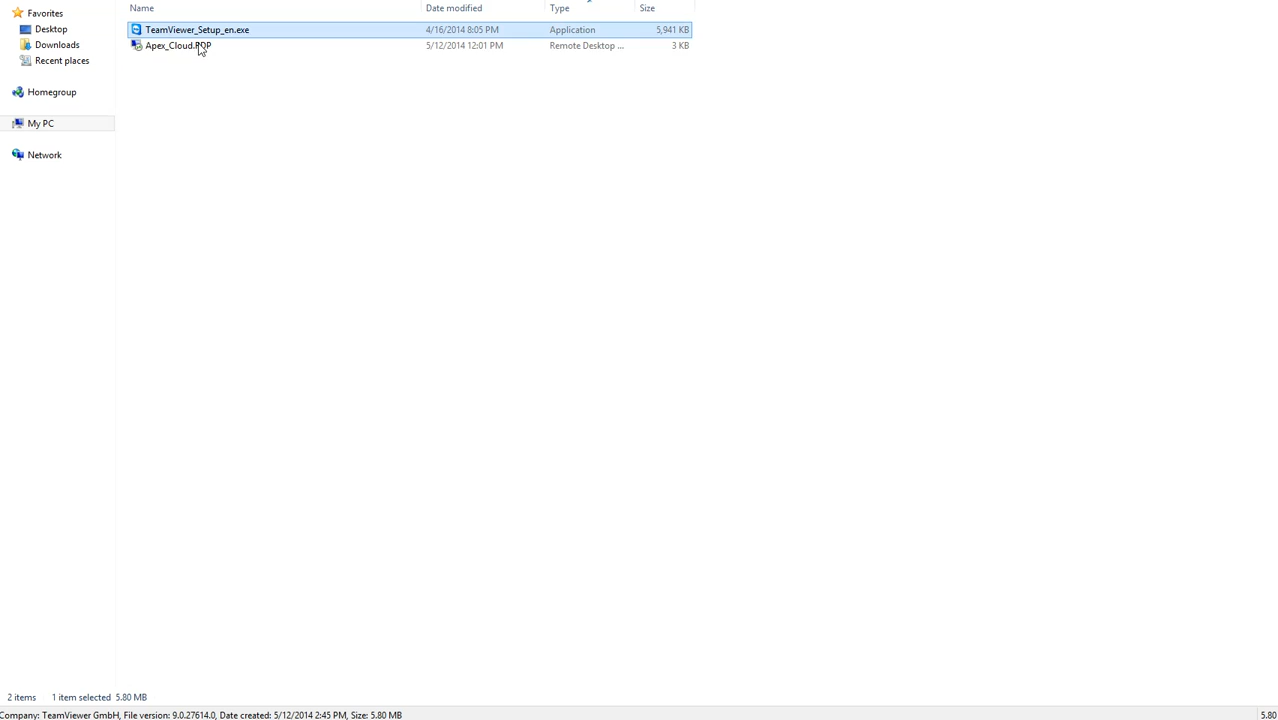 Favorites
Desktop
Downloads
Recent places
Homegroup
My PC
Network
Name Date modified Type Size
TeamViewer_Setup_en.exe 4/16/2014 8:05 PM Application 5,941 KB
Apex_Cloud.RDP 5/12/2014 12:01 PM Remote Desktop ... 3 KB
2 items 1 item selected 5.80 MB
Company: TeamViewer GmbH, File version: 9.0.27614.0, Date created: 5/12/2014 2:45 PM, Size: 5.80 MB 5.80